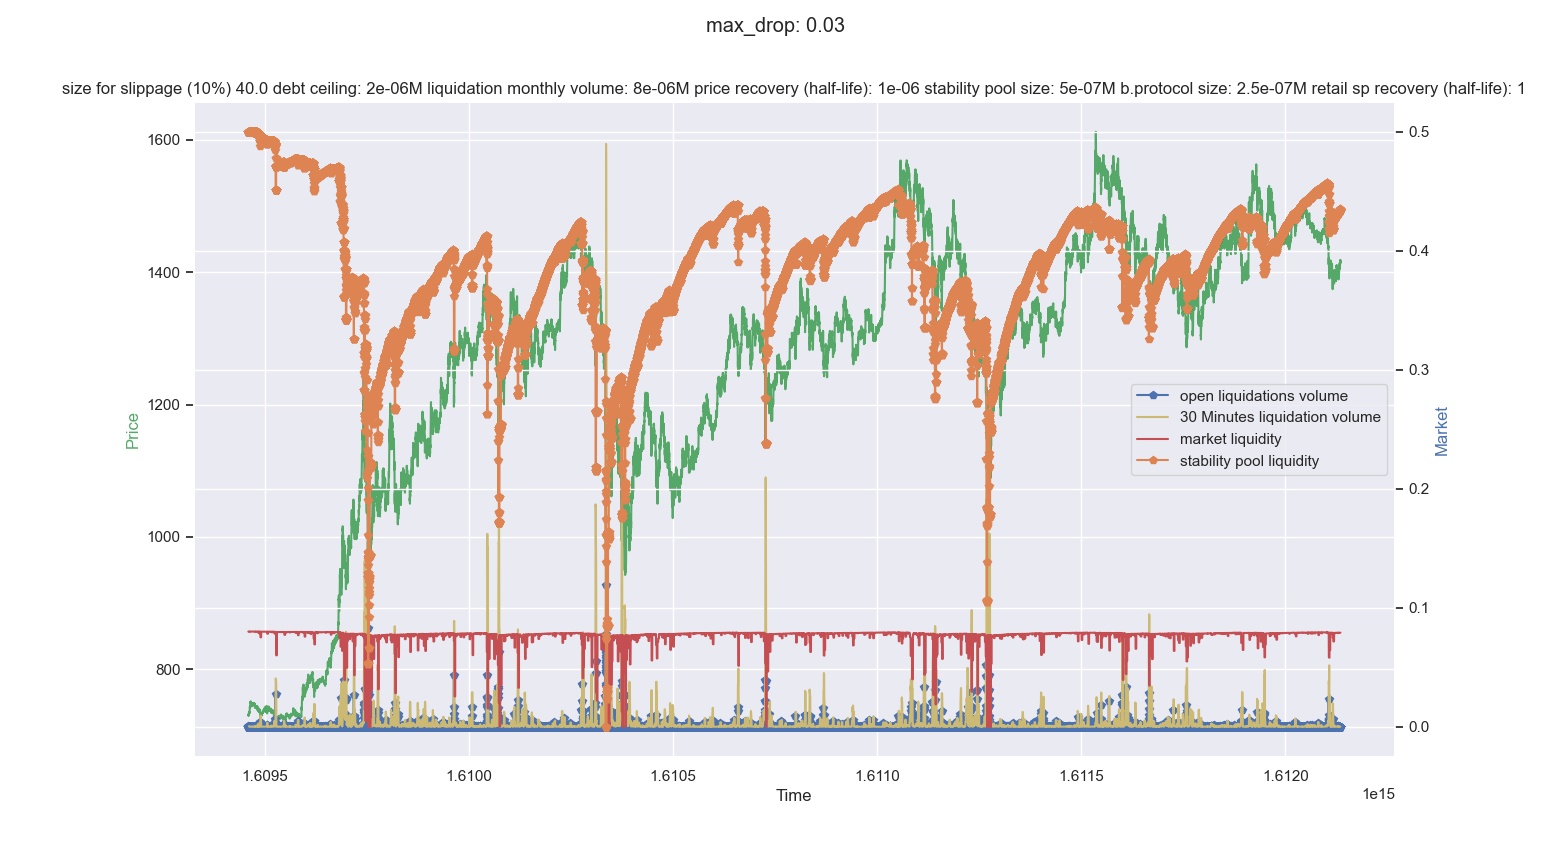 max_drop: 0.03
size for slippage (10%) 40.0 debt ceiling: 2e-06M liquidation monthly volume: 8e-06M price recovery (half-life): 1e-06 stability pool size: 5e-07M b.protocol size: 2.5e-07M retail sp recovery (half-life): 1
1600
1400
1200
1000
800
Price
0.5
0.4
0.3
0.2
0.1
0.0
Market
open liquidations volume
30 Minutes liquidation volume
market liquidity
stability pool liquidity
1.6095
1.6100
1.6105
1.6110
1.6115
1.6120
Time
1e15